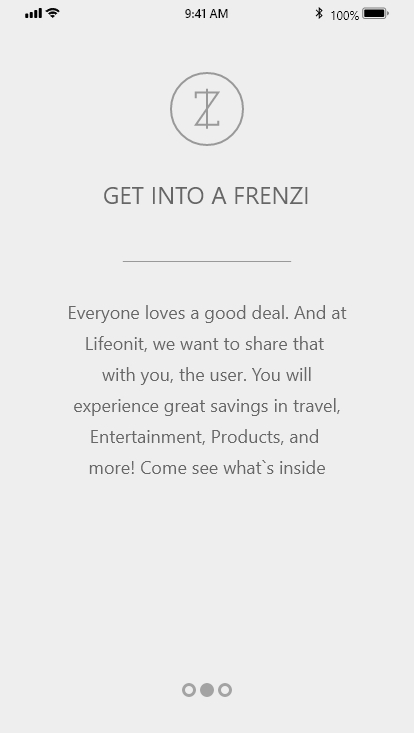 9:41 AM
100%
Z
GET INTO A FRENZI
Everyone loves a good deal. And at
Lifeonit, we want to share that
with you, the user. You will
experience great savings in travel,
Entertainment, Products, and
more! Come see what`s inside